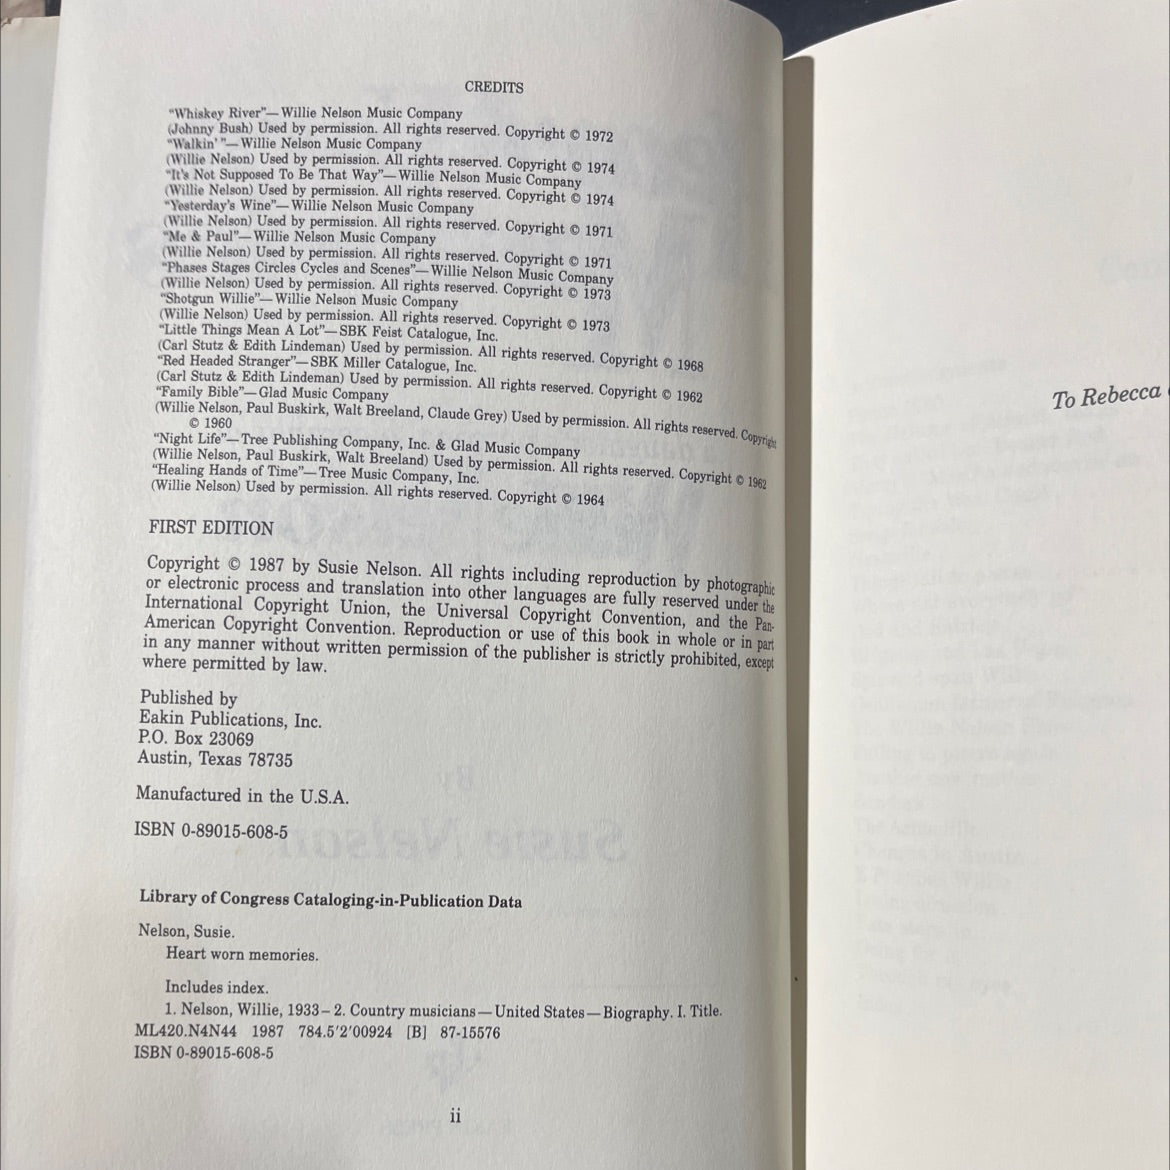 CREDITS
"Whiskey River"—Willie Nelson Music Company
(Johnny Bush) Used by permission. All rights reserved. Copyright © 1972
"Walkin' "—Willie Nelson Music Company
(Willie Nelson) Used by permission. All rights reserved. Copyright © 1974
"It's Not Supposed To Be That Way"—Willie Nelson Music Company
(Willie Nelson) Used by permission. All rights reserved. Copyright © 1974
"Yesterday's Wine"—Willie Nelson Music Company
(Willie Nelson) Used by permission. All rights reserved. Copyright © 1971
"Me & Paul"—Willie Nelson Music Company
(Willie Nelson) Used by permission. All rights reserved. Copyright © 1971
"Phases Stages Circles Cycles and Scenes"—Willie Nelson Music Company
(Willie Nelson) Used by permission. All rights reserved. Copyright © 1973
"Shotgun Willie"—Willie Nelson Music Company
(Willie Nelson) Used by permission. All rights reserved. Copyright © 1973
"Little Things Mean A Lot"—SBK Feist Catalogue, Inc.
(Carl Stutz & Edith Lindeman) Used by permission. All rights reserved. Copyright © 1968
"Red Headed Stranger"—SBK Miller Catalogue, Inc.
(Carl Stutz & Edith Lindeman) Used by permission. All rights reserved. Copyright © 1962
"Family Bible"—Glad Music Company
(Willie Nelson, Paul Buskirk, Walt Breeland, Claude Grey) Used by permission. All rights reserved. Copyright
© 1960
"Night Life"—Tree Publishing Company, Inc. & Glad Music Company
(Willie Nelson, Paul Buskirk, Walt Breeland) Used by permission. All rights reserved. Copyright © 1962
"Healing Hands of Time"—Tree Music Company, Inc.
(Willie Nelson) Used by permission. All rights reserved. Copyright © 1964
FIRST EDITION
Copyright © 1987 by Susie Nelson. All rights including reproduction by photographic
or electronic process and translation into other languages are fully reserved under the
International Copyright Union, the Universal Copyright Convention, and the Pan-
American Copyright Convention. Reproduction or use of this book in whole or in part
in any manner without written permission of the publisher is strictly prohibited, except
where permitted by law.
Published by
Eakin Publications, Inc.
P.O. Box 23069
Austin, Texas 78735
Manufactured in the U.S.A.
ISBN 0-89015-608-5
Library of Congress Cataloging-in-Publication Data
Nelson, Susie.
Heart worn memories.
Includes index.
1. Nelson, Willie, 1933– 2. Country musicians—United States—Biography. I. Title.
ML420.N4N44 1987 784.5'2'00924 [B] 87-15576
ISBN 0-89015-608-5
ii
To Rebecca